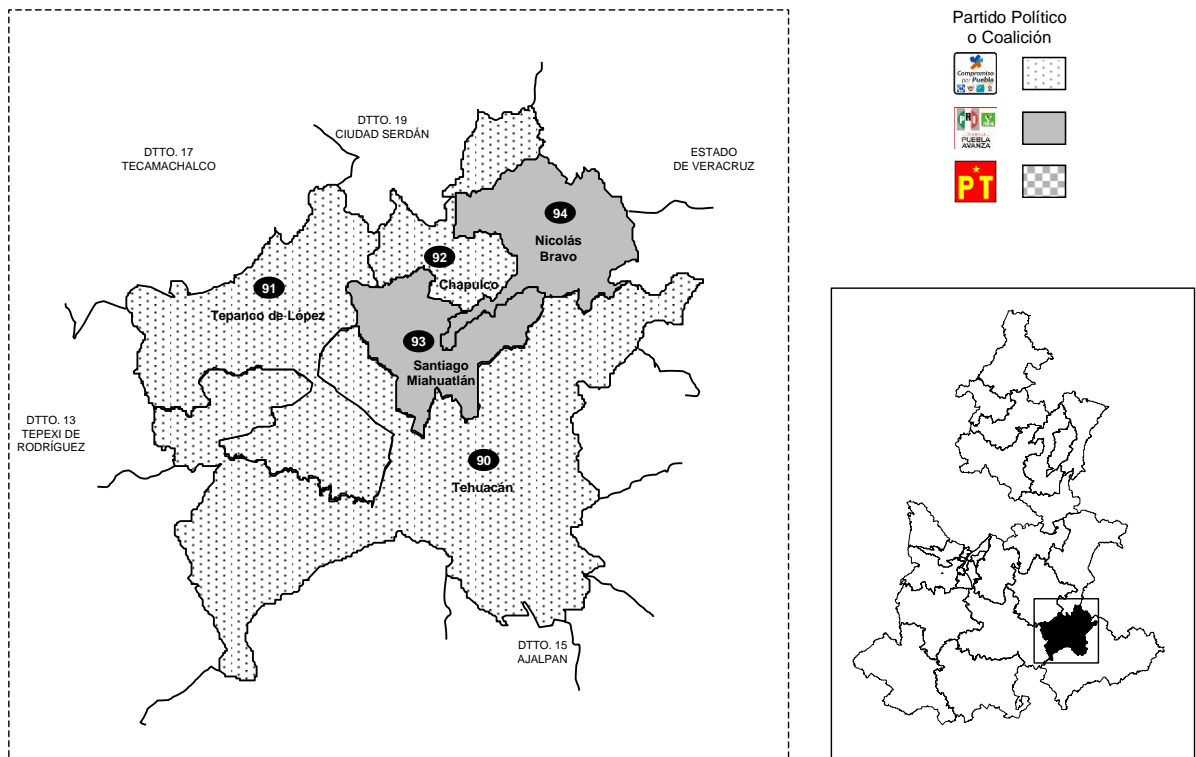 Partido Político
o Coalición
Compromiso
por Puebla
PRI
PUEBLA
AVANZA
PT
DTTO. 19
CIUDAD SERDÁN
DTTO. 17
TECAMACHALCO
ESTADO
DE VERACRUZ
94
Nicolás
Bravo
92
Chapulco
91
Tepanco de López
93
Santiago
Miahuatlán
DTTO. 13
TEPEXI DE
RODRÍGUEZ
90
Tehuacán
DTTO. 15
AJALPAN